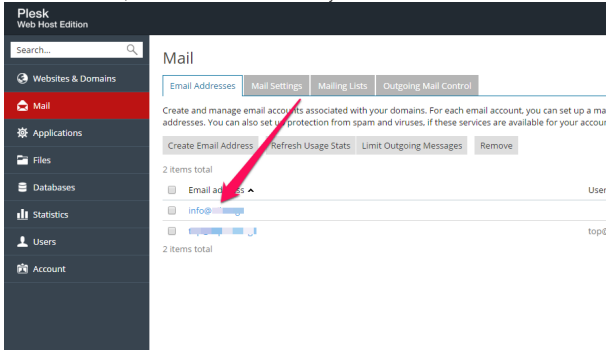 Plesk
Web Host Edition
Search...
Websites & Domains
Mail
Applications
Files
Databases
Statistics
Users
Account
Mail
Email Addresses Mail Settings Mailing Lists Outgoing Mail Control
Create and manage email accounts associated with your domains. For each email account, you can set up a ma
addresses. You can also set up protection from spam and viruses, if these services are available for your accour
Create Email Address Refresh Usage Stats Limit Outgoing Messages Remove
2 items total
Email address User
info@
top@
2 items total